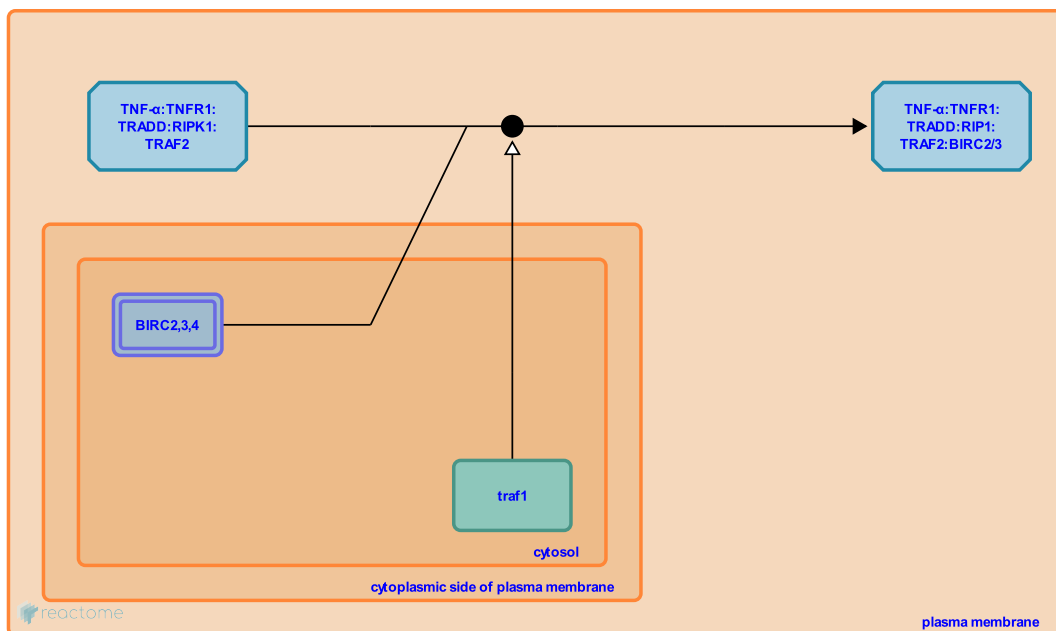 TNF-α:TNFR1:
TRADD:RIPK1:
TRAF2
TNF-α:TNFR1:
TRADD:RIP1:
TRAF2:BIRC2/3
BIRC2,3,4
traf1
cytosol
cytoplasmic side of plasma membrane
reactome
plasma membrane